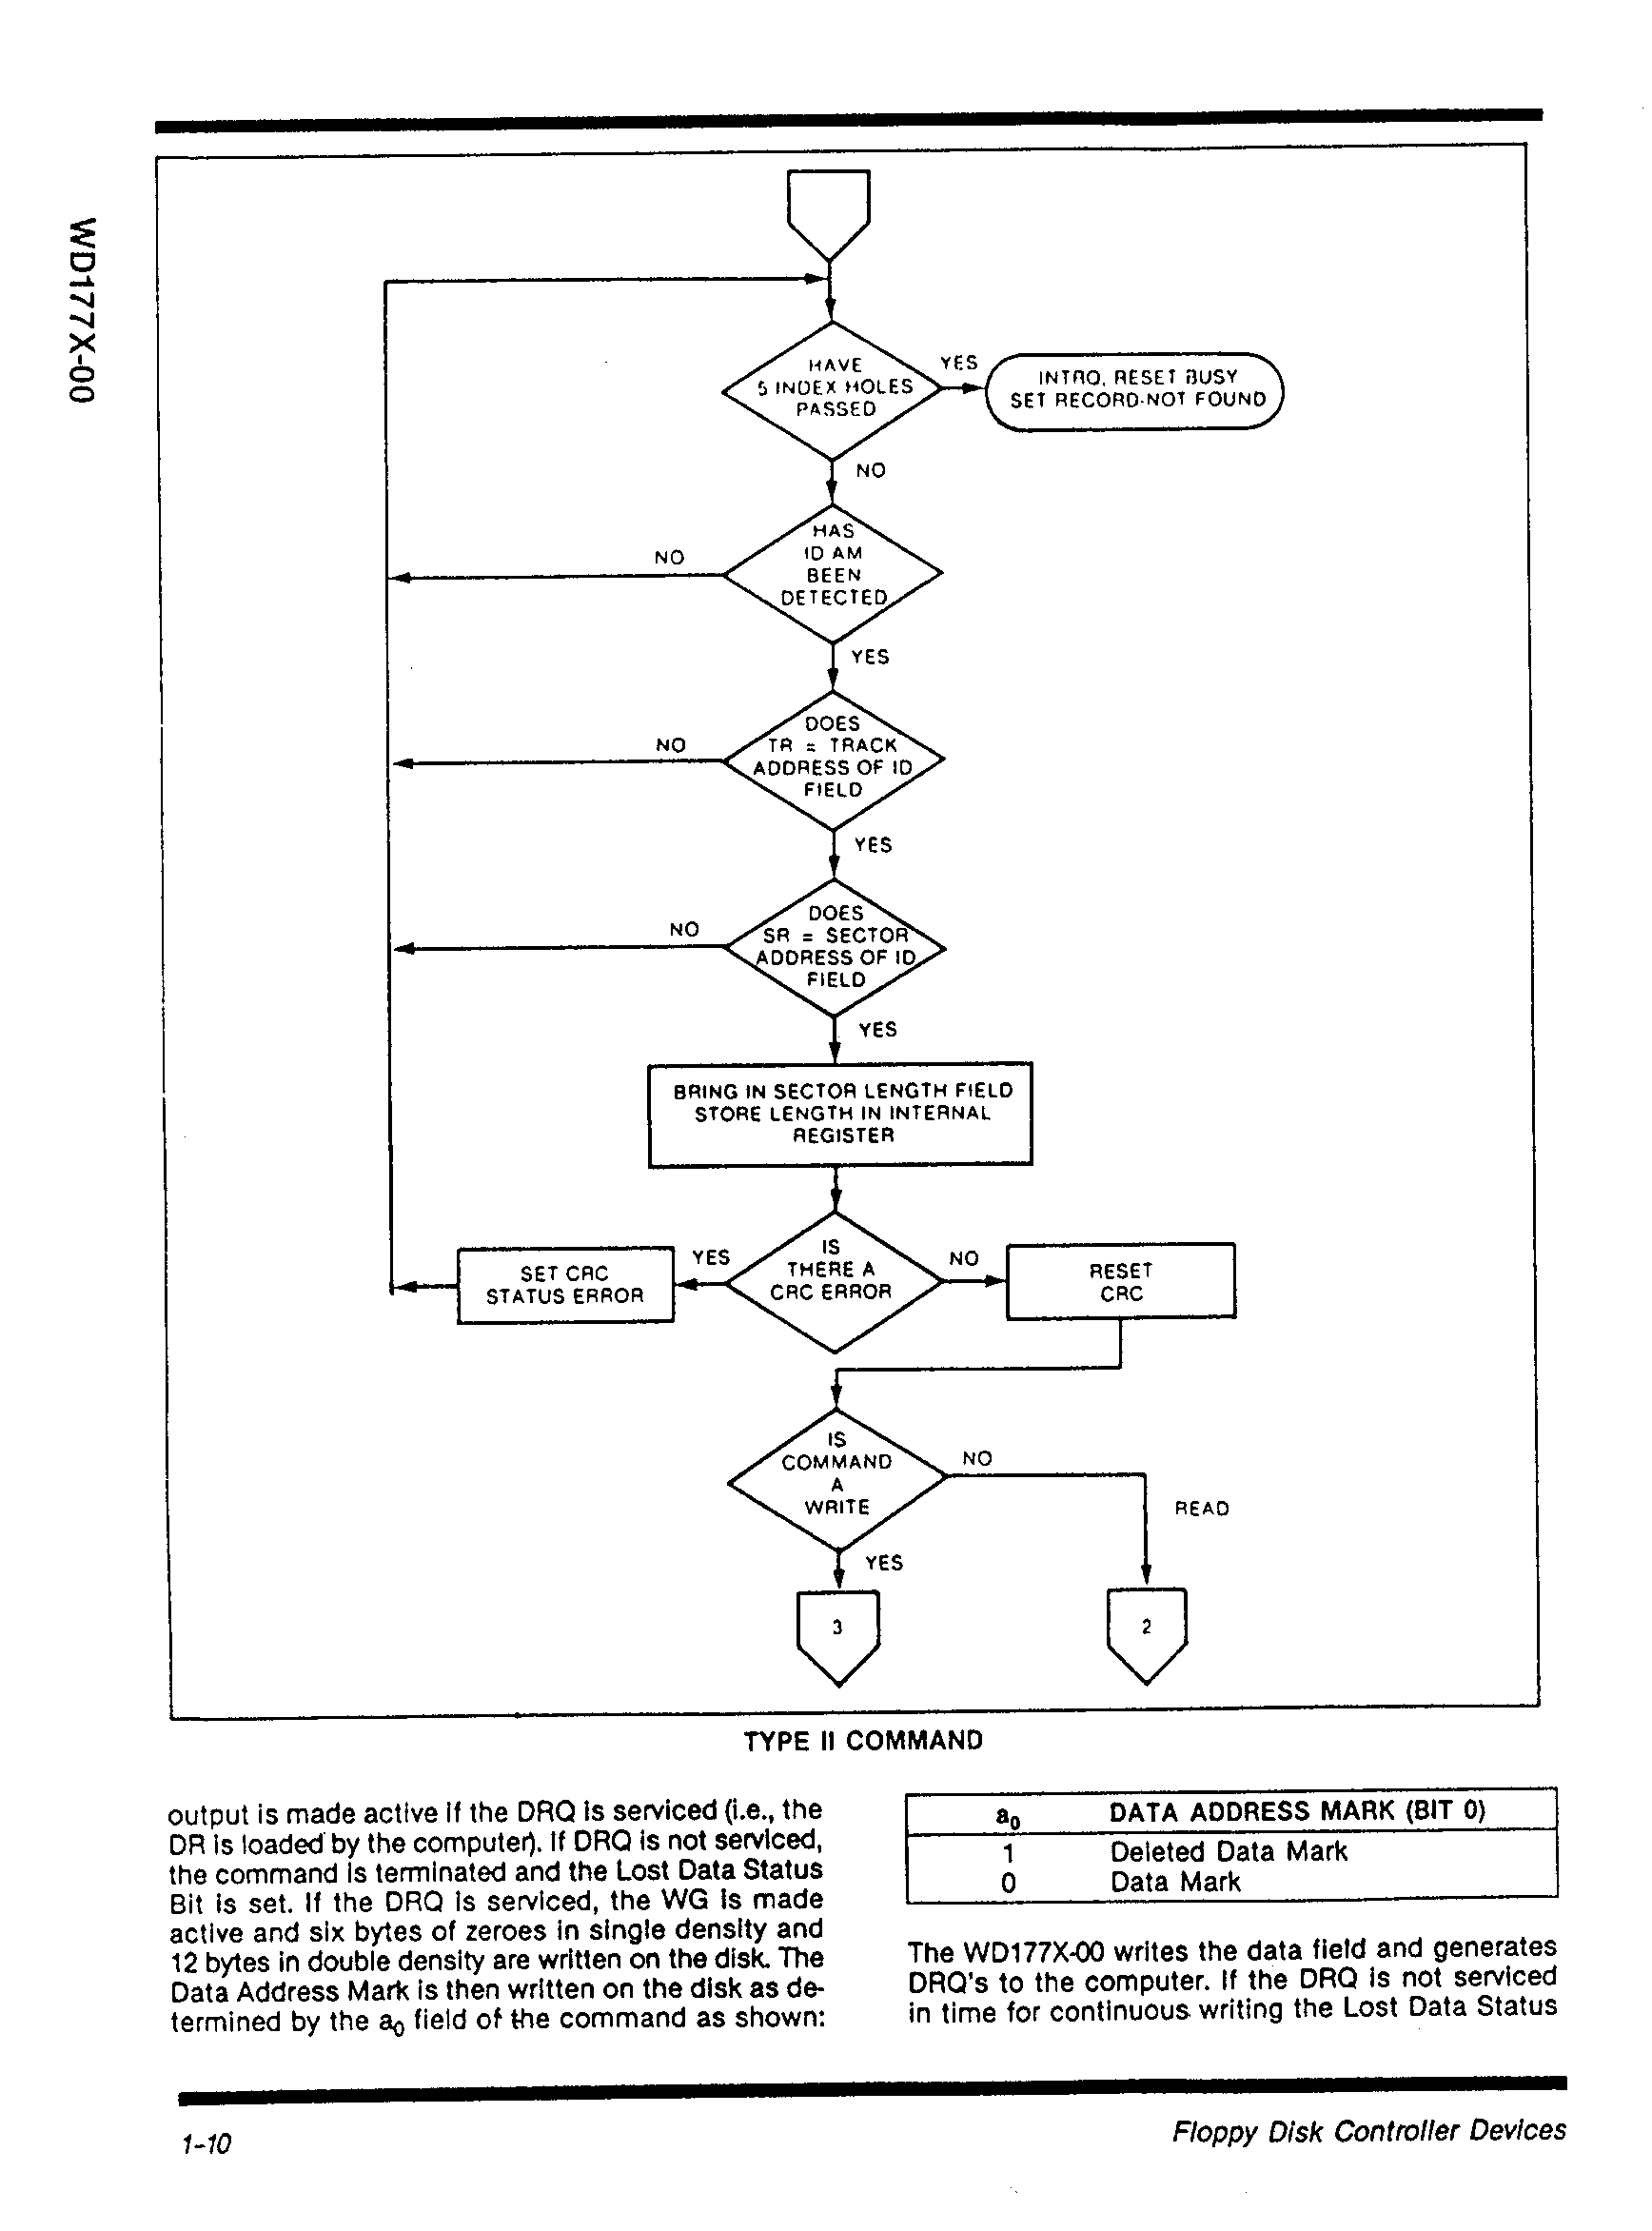 WD177X-00
HAVE
5 INDEX HOLES
PASSED
YES
INTRO, RESET BUSY
SET RECORD-NOT FOUND
NO
HAS
ID AM
BEEN
DETECTED
NO
YES
DOES
TR = TRACK
ADDRESS OF ID
FIELD
NO
YES
DOES
SR = SECTOR
ADDRESS OF ID
FIELD
NO
YES
BRING IN SECTOR LENGTH FIELD
STORE LENGTH IN INTERNAL
REGISTER
IS
THERE A
CRC ERROR
YES
SET CRC
STATUS ERROR
NO
RESET
CRC
IS
COMMAND
A
WRITE
NO
READ
YES
3
2
TYPE II COMMAND
output is made active if the DRQ is serviced (i.e., the
DR is loaded by the computer). If DRQ is not serviced,
the command is terminated and the Lost Data Status
Bit is set. If the DRQ is serviced, the WG is made
active and six bytes of zeroes in single density and
12 bytes in double density are written on the disk. The
Data Address Mark is then written on the disk as de-
termined by the a0 field of the command as shown:
a0 DATA ADDRESS MARK (BIT 0)
1 Deleted Data Mark
0 Data Mark
The WD177X-00 writes the data field and generates
DRQ's to the computer. If the DRQ is not serviced
in time for continuous writing the Lost Data Status
1-10
Floppy Disk Controller Devices